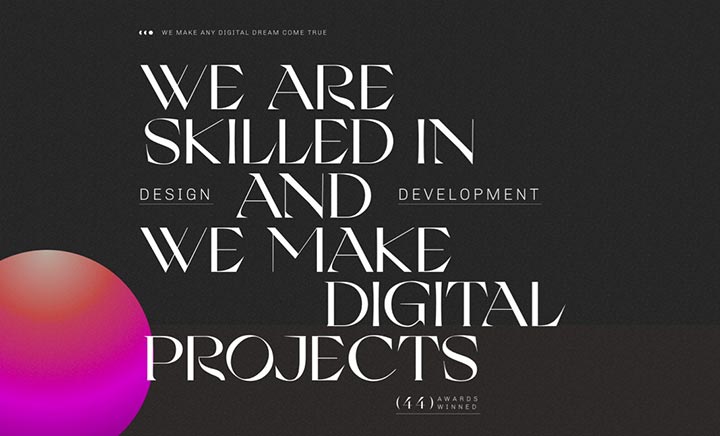 WE MAKE ANY DIGITAL DREAM COME TRUE
WE ARE
SKILLED IN
DESIGN AND DEVELOPMENT
WE MAKE
DIGITAL
PROJECTS
(44) AWARDS
WINNED